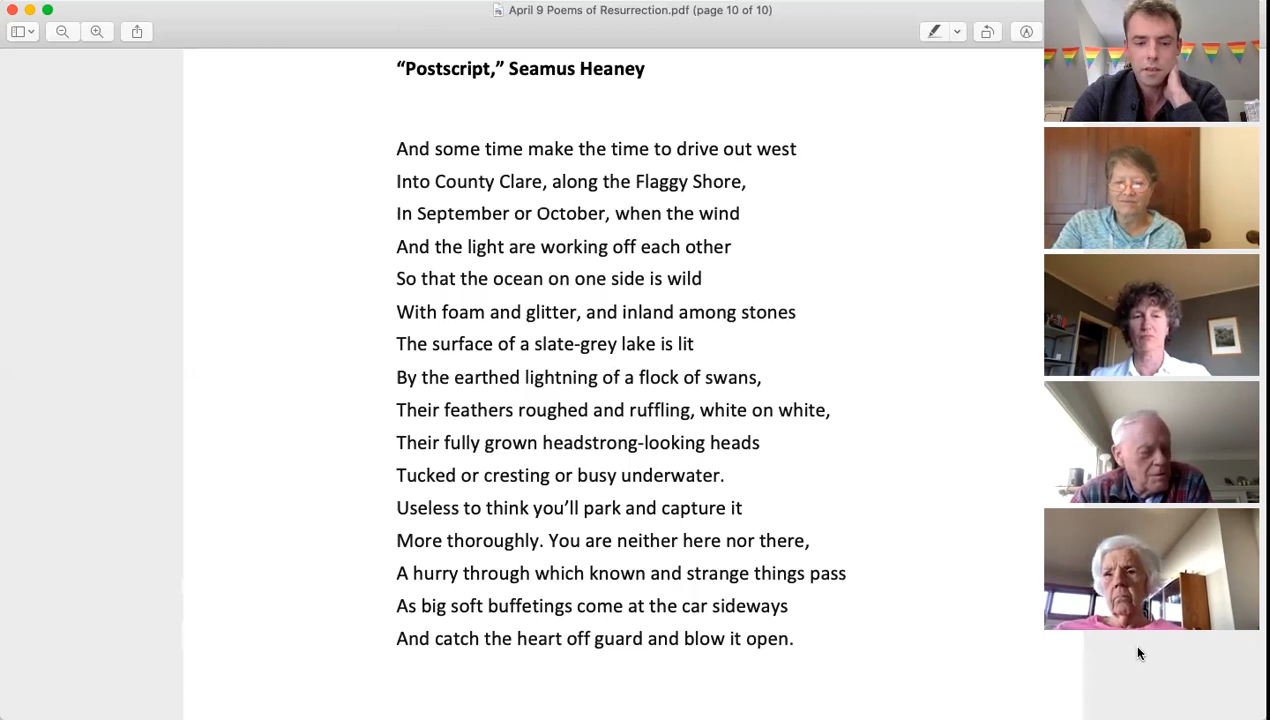 April 9 Poems of Resurrection.pdf (page 10 of 10)
“Postscript,” Seamus Heaney
And some time make the time to drive out west
Into County Clare, along the Flaggy Shore,
In September or October, when the wind
And the light are working off each other
So that the ocean on one side is wild
With foam and glitter, and inland among stones
The surface of a slate-grey lake is lit
By the earthed lightning of a flock of swans,
Their feathers roughed and ruffling, white on white,
Their fully grown headstrong-looking heads
Tucked or cresting or busy underwater.
Useless to think you’ll park and capture it
More thoroughly. You are neither here nor there,
A hurry through which known and strange things pass
As big soft buffetings come at the car sideways
And catch the heart off guard and blow it open.